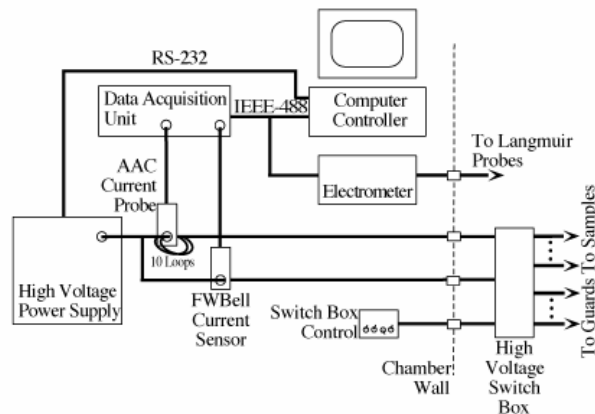 RS-232
Data Acquisition
Unit
IEEE-488
Computer
Controller
To Langmuir
Probes
AAC
Current
Probe
Electrometer
10 Loops
High Voltage
Power Supply
FWBell
Current
Sensor
Switch Box
Control
Chamber
Wall
High
Voltage
Switch
Box
To Samples
To Guards